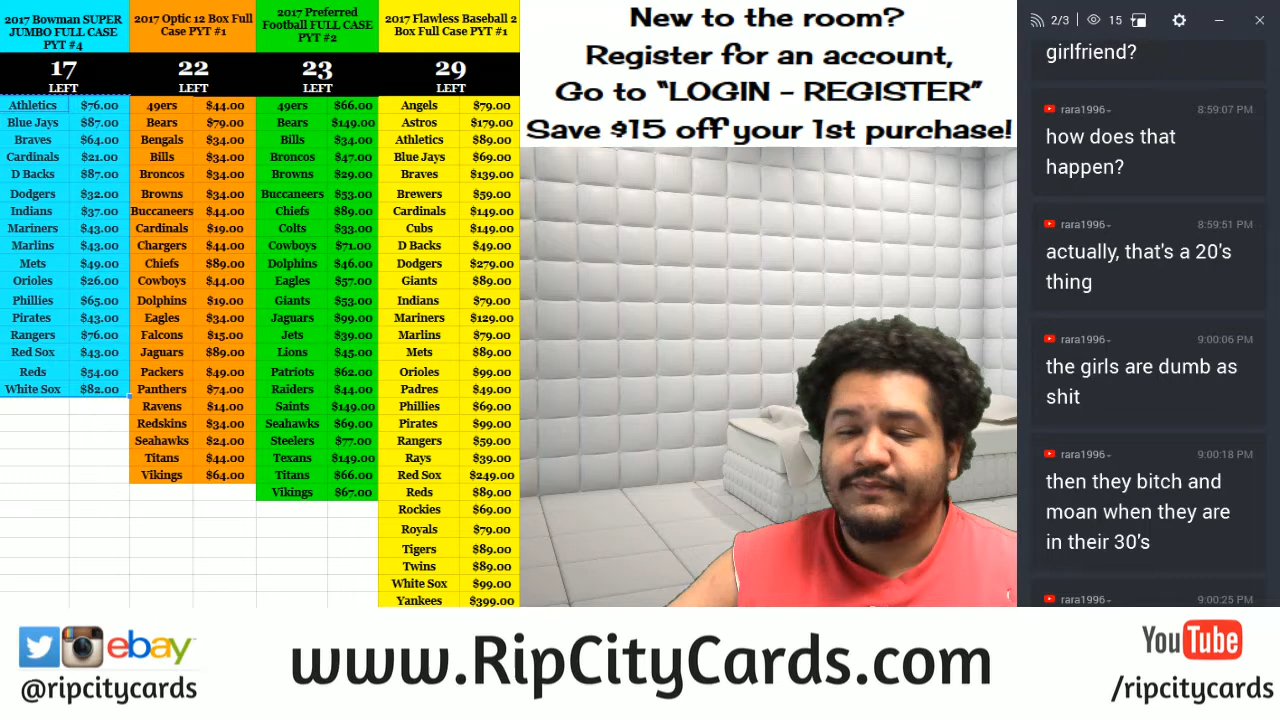 2017 Bowman SUPER
JUMBO FULL CASE
PYT #4
17
LEFT
Athletics $76.00
Blue Jays $87.00
Braves $64.00
Cardinals $21.00
D Backs $87.00
Dodgers $32.00
Indians $37.00
Mariners $43.00
Marlins $43.00
Mets $49.00
Orioles $26.00
Phillies $65.00
Pirates $43.00
Rangers $76.00
Red Sox $43.00
Reds $54.00
White Sox $82.00
2017 Optic 12 Box Full
Case PYT #1
22
LEFT
49ers $44.00
Bears $79.00
Bengals $34.00
Bills $34.00
Broncos $34.00
Browns $34.00
Buccaneers $44.00
Cardinals $19.00
Chargers $44.00
Chiefs $89.00
Cowboys $44.00
Dolphins $19.00
Eagles $34.00
Falcons $15.00
Jaguars $89.00
Packers $49.00
Panthers $74.00
Ravens $14.00
Redskins $34.00
Seahawks $24.00
Titans $44.00
Vikings $64.00
2017 Preferred
Football FULL CASE
PYT #2
23
LEFT
49ers $66.00
Bears $149.00
Bills $34.00
Broncos $47.00
Browns $29.00
Buccaneers $53.00
Chiefs $89.00
Colts $33.00
Cowboys $71.00
Dolphins $46.00
Eagles $57.00
Giants $53.00
Jaguars $99.00
Jets $39.00
Lions $45.00
Patriots $62.00
Raiders $44.00
Saints $149.00
Seahawks $69.00
Steelers $77.00
Texans $149.00
Titans $66.00
Vikings $67.00
2017 Flawless Baseball 2
Box Full Case PYT #1
29
LEFT
Angels $79.00
Astros $179.00
Athletics $89.00
Blue Jays $69.00
Braves $139.00
Brewers $59.00
Cardinals $149.00
Cubs $149.00
D Backs $49.00
Dodgers $279.00
Giants $89.00
Indians $79.00
Mariners $129.00
Marlins $79.00
Mets $89.00
Orioles $99.00
Padres $49.00
Phillies $69.00
Pirates $99.00
Rangers $59.00
Rays $39.00
Red Sox $249.00
Reds $89.00
Rockies $69.00
Royals $79.00
Tigers $89.00
Twins $89.00
White Sox $99.00
Yankees $399.00
New to the room?
Register for an account,
Go to “LOGIN - REGISTER”
Save $15 off your 1st purchase!
2/3 15
girlfriend?
rara1996 8:59:07 PM
how does that
happen?
rara1996 8:59:51 PM
actually, that's a 20's
thing
rara1996 9:00:06 PM
the girls are dumb as
shit
rara1996 9:00:18 PM
then they bitch and
moan when they are
in their 30's
rara1996 9:00:25 PM
ebay
@ripcitycards
www.RipCityCards.com
YouTube
/ripcitycards